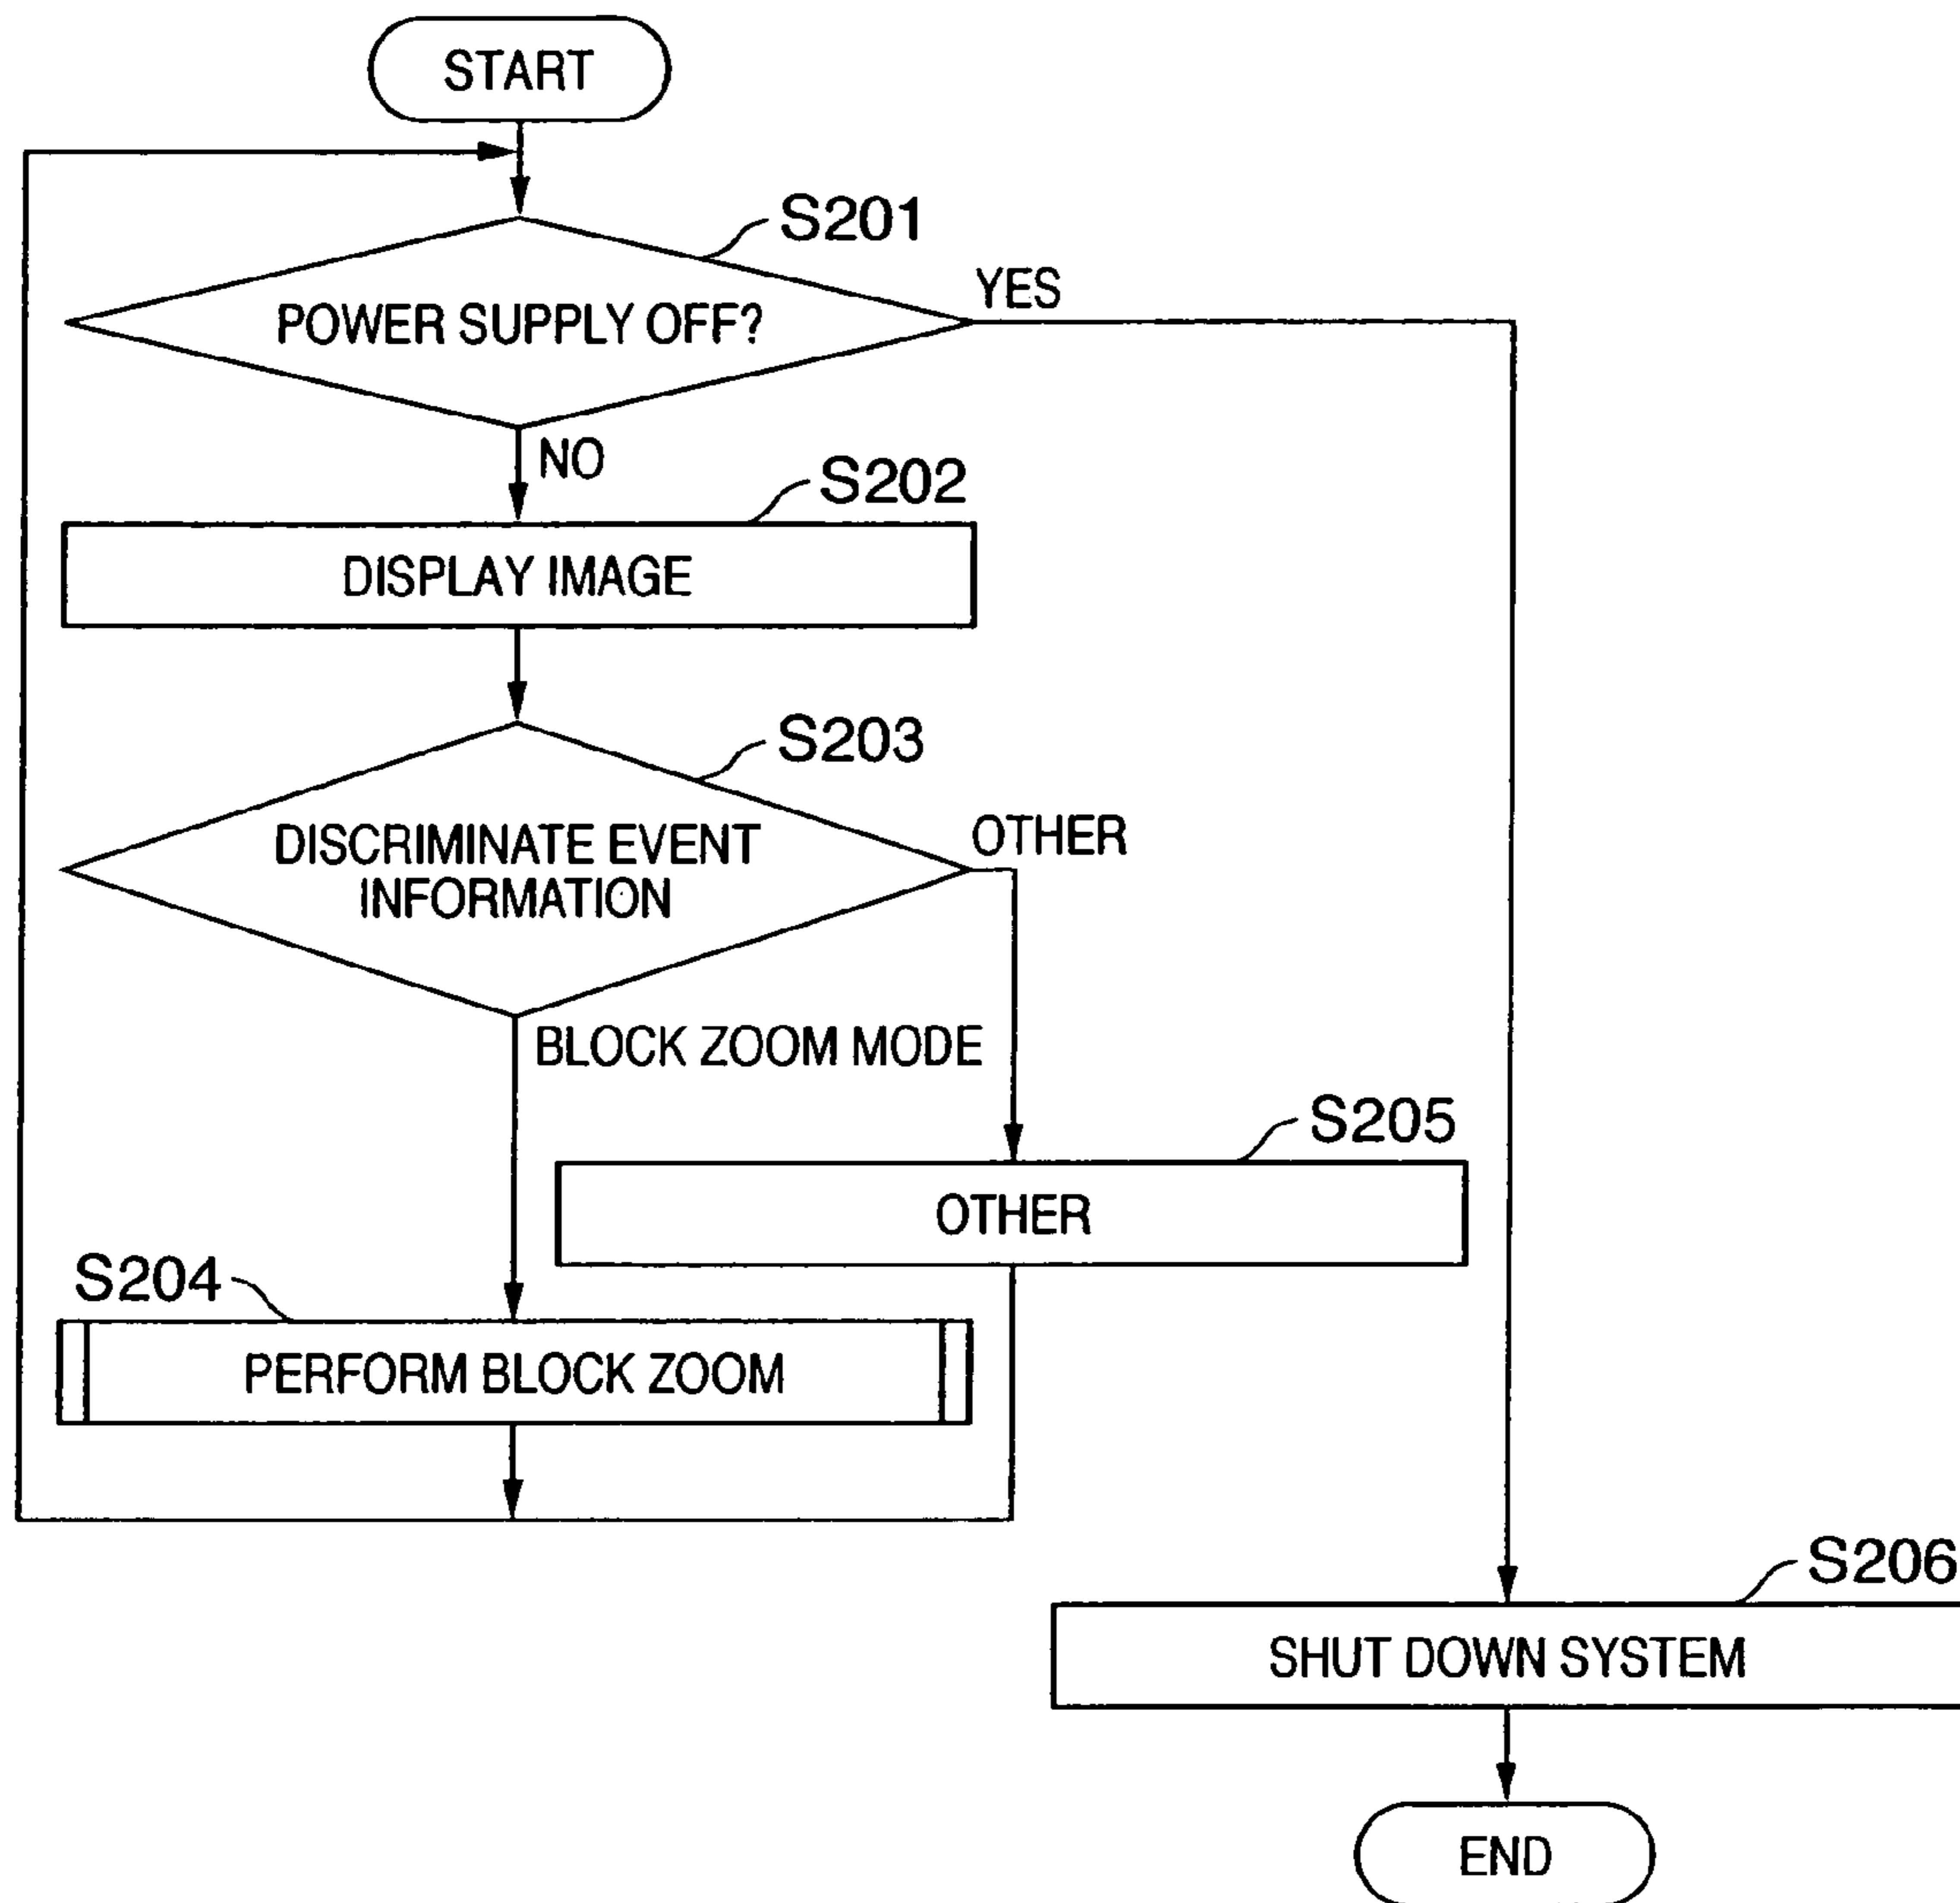 START
S201
POWER SUPPLY OFF?
YES
NO
S202
DISPLAY IMAGE
S203
DISCRIMINATE EVENT
INFORMATION
OTHER
BLOCK ZOOM MODE
S205
OTHER
S204
PERFORM BLOCK ZOOM
S206
SHUT DOWN SYSTEM
END